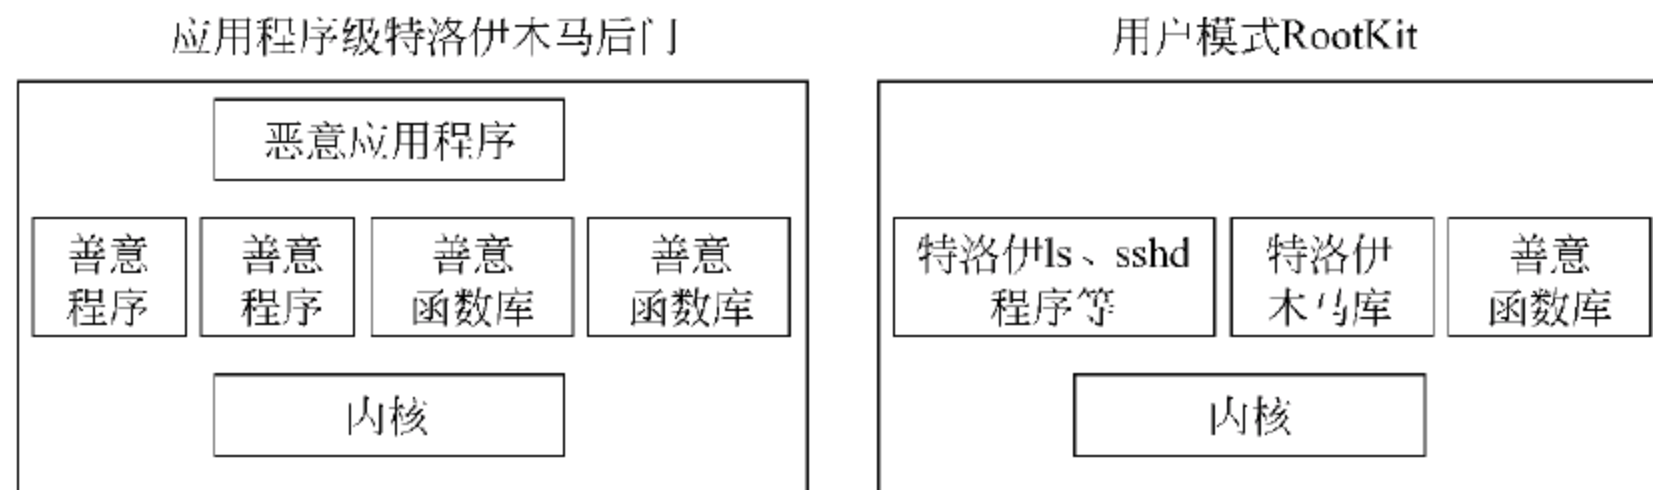 应用程序级特洛伊木马后门
用户模式RootKit
恶意应用程序
善意
程序
善意
程序
善意
函数库
善意
函数库
特洛伊ls、sshd
程序等
特洛伊
木马库
善意
函数库
内核
内核